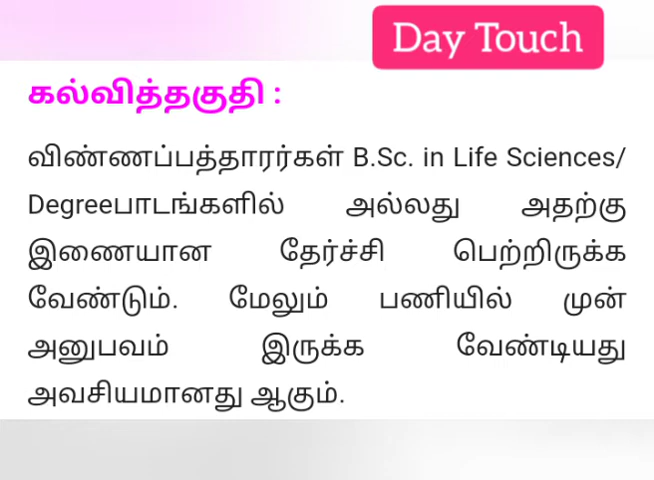 Day Touch
கல்வித்தகுதி :
விண்ணப்பத்தாரர்கள் B.Sc. in Life Sciences/
Degreeபாடங்களில் அல்லது அதற்கு
இணையான தேர்ச்சி பெற்றிருக்க
வேண்டும். மேலும் பணியில் முன்
அனுபவம் இருக்க வேண்டியது
அவசியமானது ஆகும்.